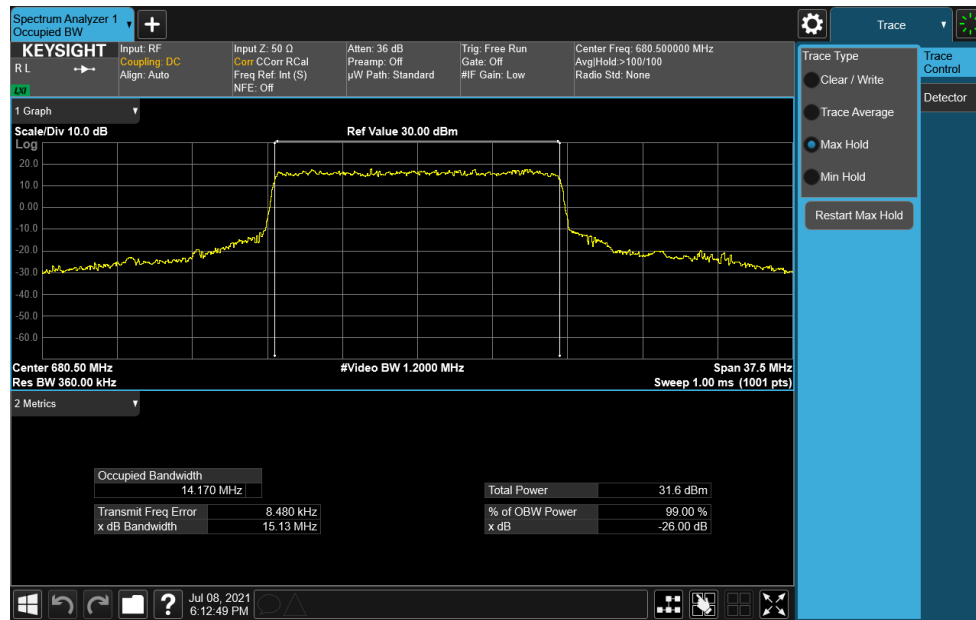 Spectrum Analyzer 1
Occupied BW
Trace
KEYSIGHT
R L
LXI
Input: RF
Coupling: DC
Align: Auto
Input Z: 50 Ω
Corr CCorr RCal
Freq Ref: Int (S)
NFE: Off
Atten: 36 dB
Preamp: Off
µW Path: Standard
Trig: Free Run
Gate: Off
#IF Gain: Low
Center Freq: 680.500000 MHz
Avg|Hold:>100/100
Radio Std: None
Trace Type
Clear / Write
Trace Average
Max Hold
Min Hold
Restart Max Hold
Trace
Control
Detector
1 Graph
Scale/Div 10.0 dB
Ref Value 30.00 dBm
Log
20.0
10.0
0.00
-10.0
-20.0
-30.0
-40.0
-50.0
-60.0
Center 680.50 MHz
#Video BW 1.2000 MHz
Span 37.5 MHz
Res BW 360.00 kHz
Sweep 1.00 ms (1001 pts)
2 Metrics
Occupied Bandwidth
14.170 MHz
Transmit Freq Error 8.480 kHz
x dB Bandwidth 15.13 MHz
Total Power 31.6 dBm
% of OBW Power 99.00 %
x dB -26.00 dB
?
Jul 08, 2021
6:12:49 PM